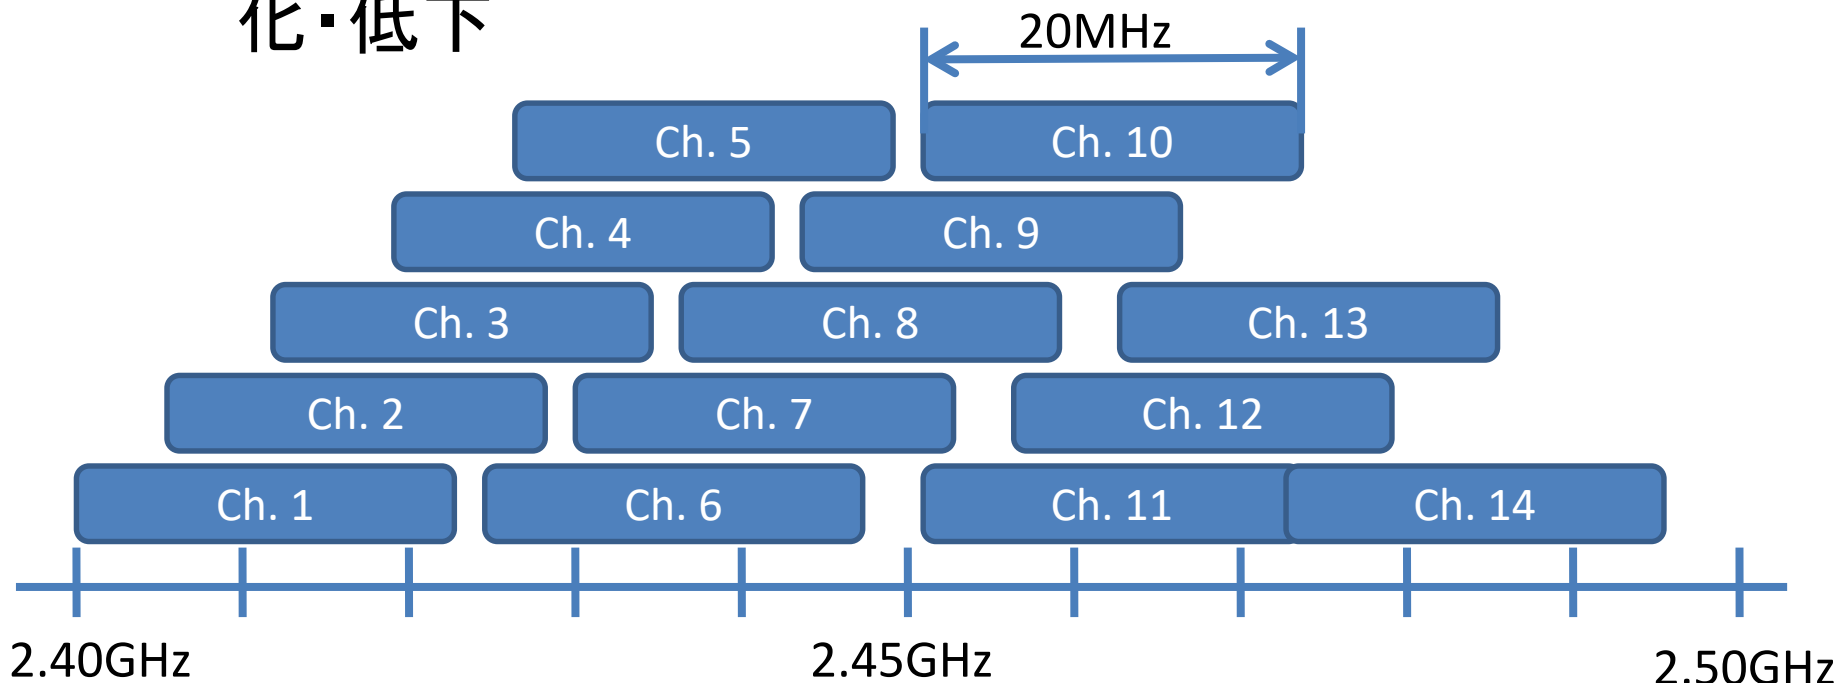 化・低下
20MHz
Ch. 5 Ch. 10
Ch. 4 Ch. 9
Ch. 3 Ch. 8 Ch. 13
Ch. 2 Ch. 7 Ch. 12
Ch. 1 Ch. 6 Ch. 11 Ch. 14
2.40GHz 2.45GHz 2.50GHz